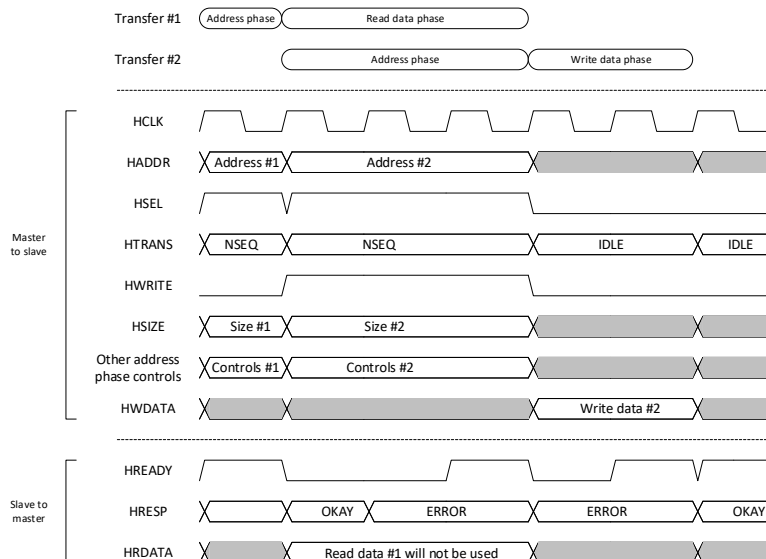 Transfer #1 Address phase Read data phase
Transfer #2 Address phase Write data phase
HCLK
HADDR Address #1 Address #2
HSEL
Master
to slave
HTRANS NSEQ NSEQ IDLE IDLE
HWRITE
HSIZE Size #1 Size #2
Other address
phase controls
Controls #1 Controls #2
HWDATA Write data #2
HREADY
Slave to
master
HRESP OKAY ERROR ERROR OKAY
HRDATA Read data #1 will not be used